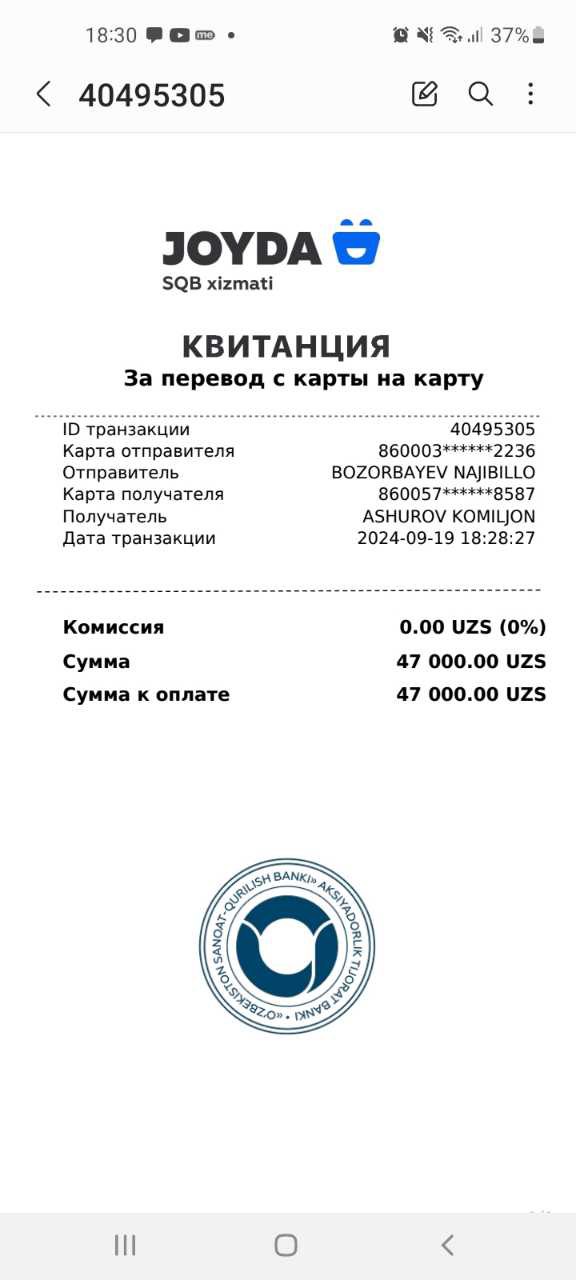 18:30 me 37%
40495305
JOYDA
SQB xizmati
КВИТАНЦИЯ
За перевод с карты на карту
ID транзакции 40495305
Карта отправителя 860003******2236
Отправитель BOZORBAYEV NAJIBILLO
Карта получателя 860057******8587
Получатель ASHUROV KOMILJON
Дата транзакции 2024-09-19 18:28:27
Комиссия 0.00 UZS (0%)
Сумма 47 000.00 UZS
Сумма к оплате 47 000.00 UZS
«O'ZBEKISTON SANOAT-QURILISH BANKI» AKSIYADORLIK TIJORAT BANKI •